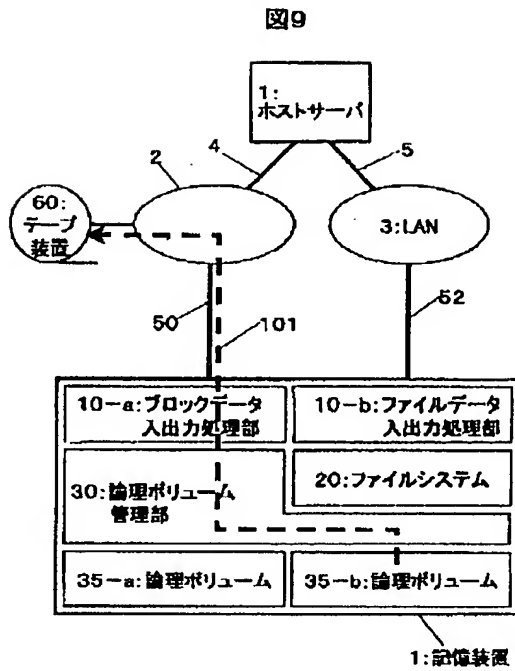 図9
1:
ホストサーバ
4
5
2
60:
テープ
装置
3:LAN
50
101
52
10-a:ブロックデータ
入出力処理部
10-b:ファイルデータ
入出力処理部
30:論理ボリューム
管理部
20:ファイルシステム
35-a:論理ボリューム
35-b:論理ボリューム
1:記憶装置